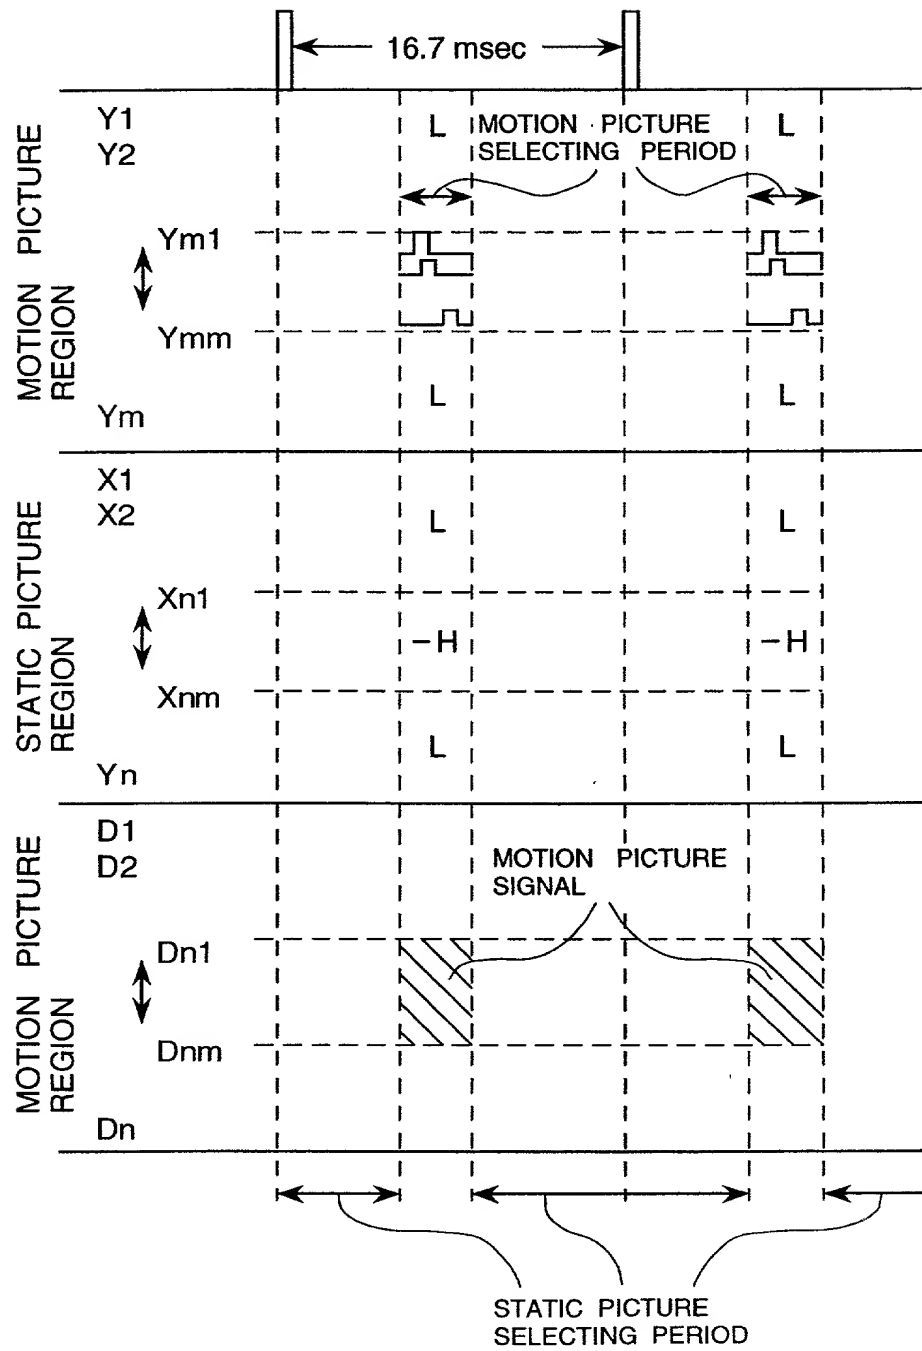 16.7 msec
MOTION PICTURE
REGION
Y1
Y2
L
MOTION PICTURE
SELECTING PERIOD
L
Ym1
Ymm
L
L
Ym
STATIC PICTURE
REGION
X1
X2
L
L
Xn1
–H
–H
Xnm
L
L
Yn
MOTION PICTURE
REGION
D1
D2
MOTION PICTURE
SIGNAL
Dn1
Dnm
Dn
STATIC PICTURE
SELECTING PERIOD